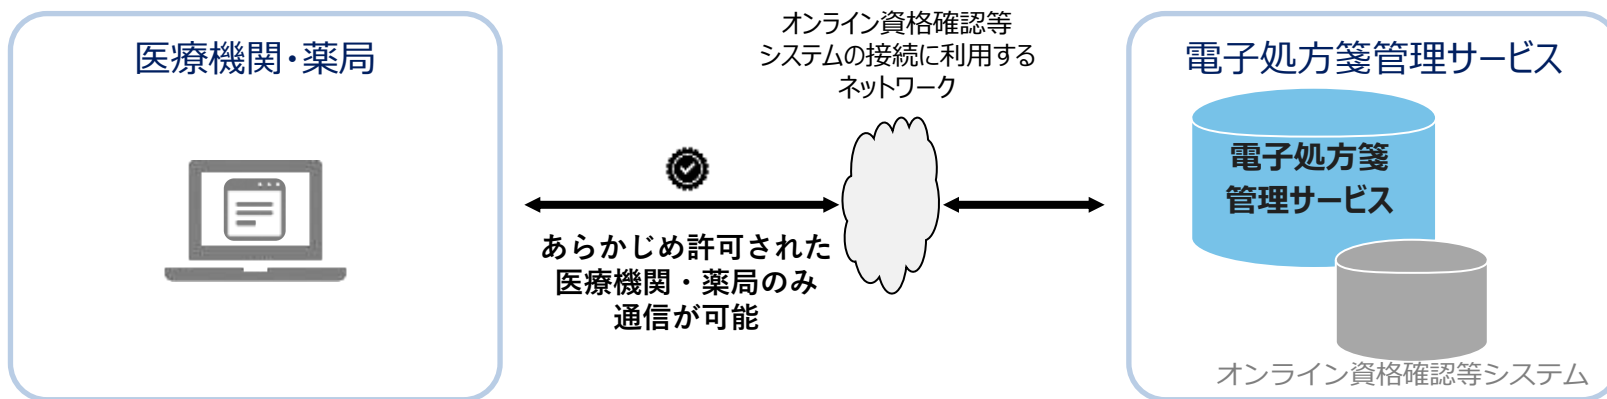 医療機関・薬局
オンライン資格確認等
システムの接続に利用する
ネットワーク
あらかじめ許可された
医療機関・薬局のみ
通信が可能
電子処方箋管理サービス
電子処方箋
管理サービス
オンライン資格確認等システム